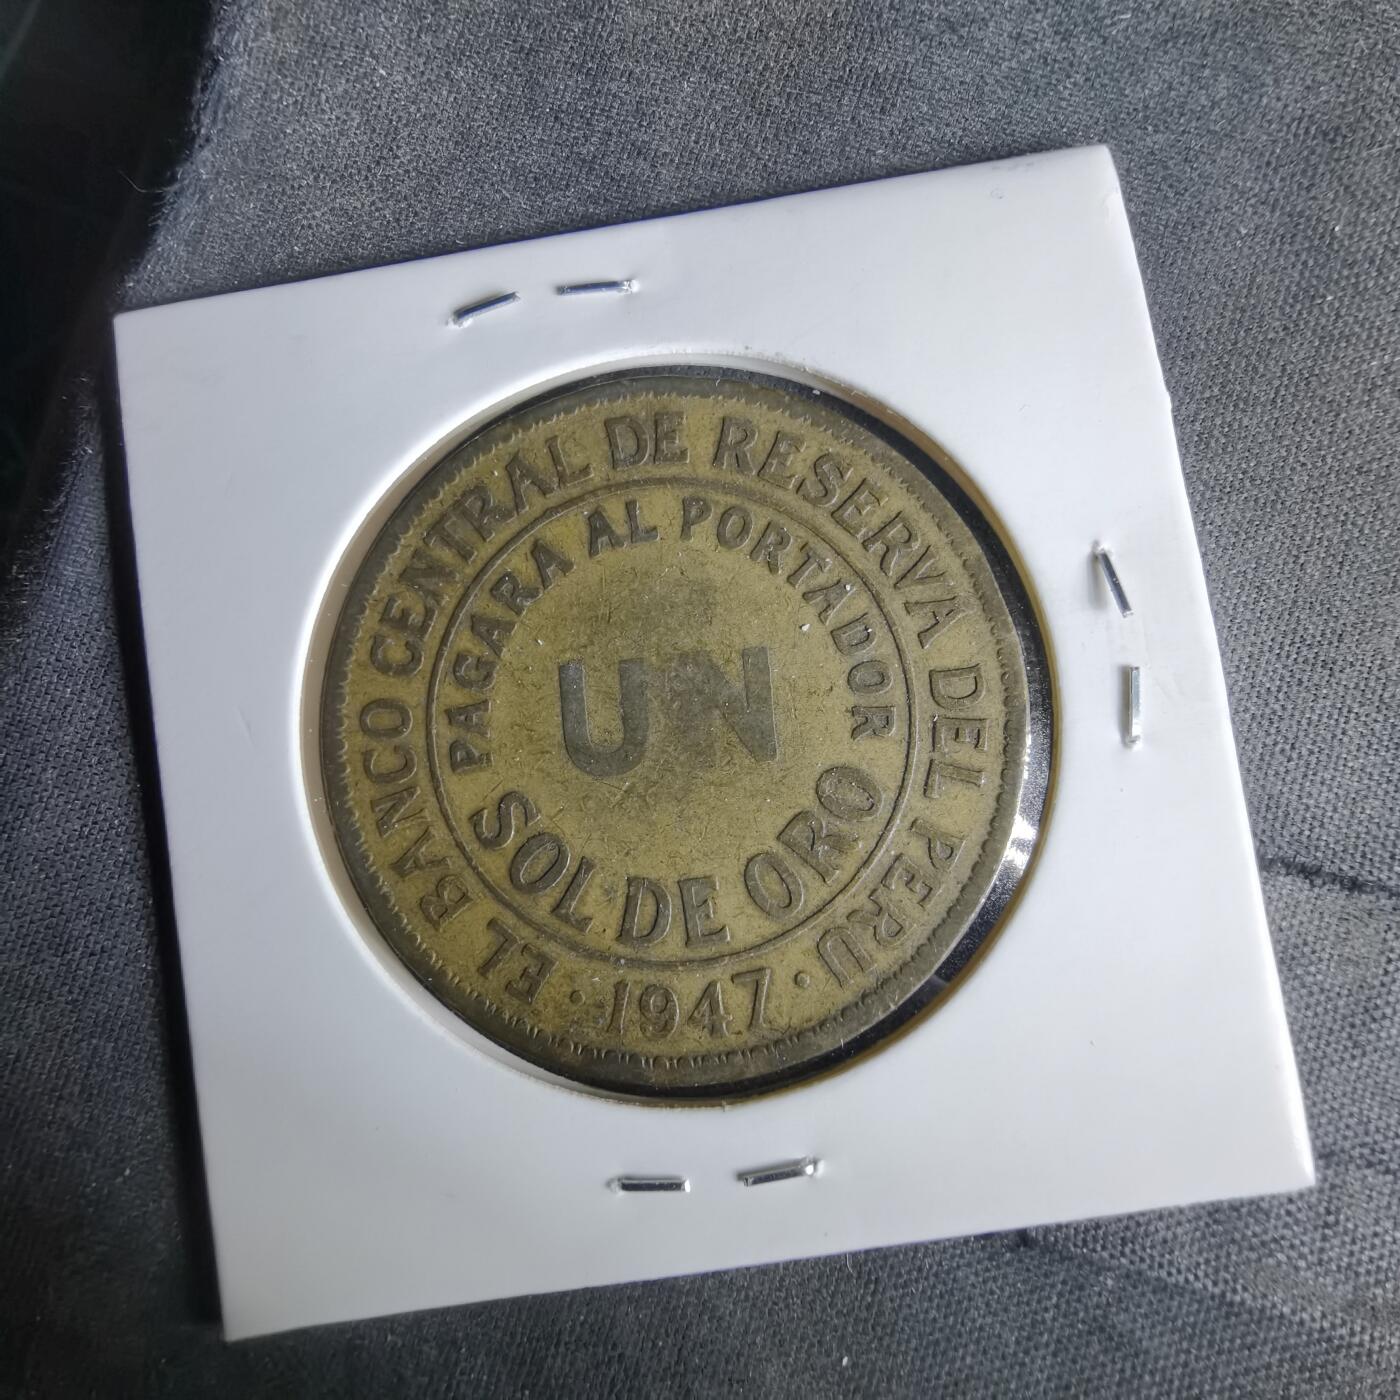 EL BANCO CENTRAL DE RESERVA DEL PERU
PAGARA AL PORTADOR
UN
SOL DE ORO
· 1947 ·